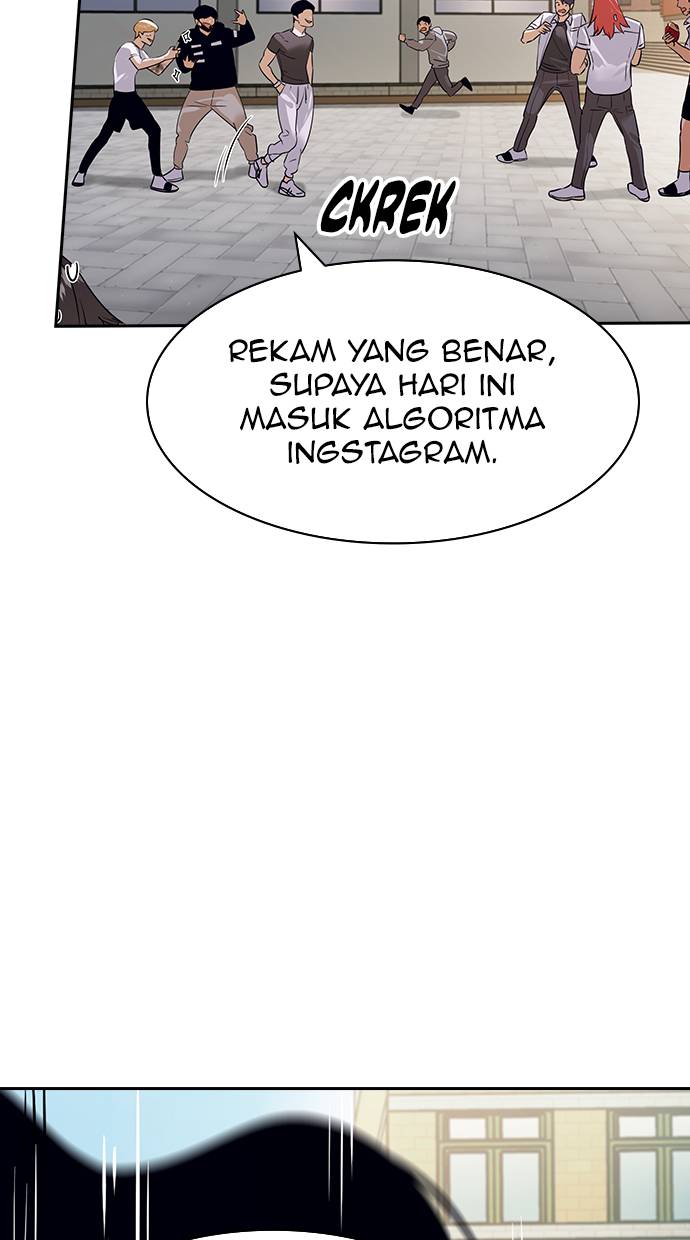 CKREK
REKAM YANG BENAR,
SUPAYA HARI INI
MASUK ALGORITMA
INGSTAGRAM.